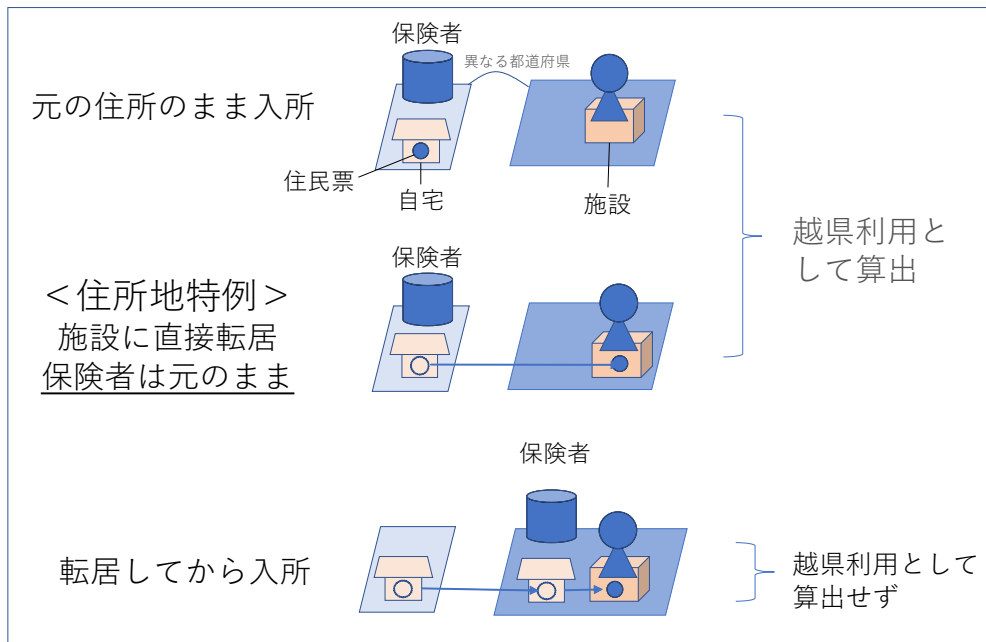 保険者
異なる都道府県
元の住所のまま入所
住民票
自宅
施設
越県利用と
して算出
保険者
＜住所地特例＞
施設に直接転居
保険者は元のまま
保険者
転居してから入所
越県利用として
算出せず